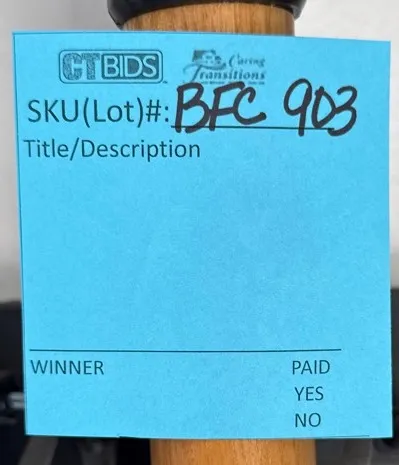 CTBIDS Caring Transitions
SKU(Lot)#: BFC 903
Title/Description
WINNER PAID
YES
NO